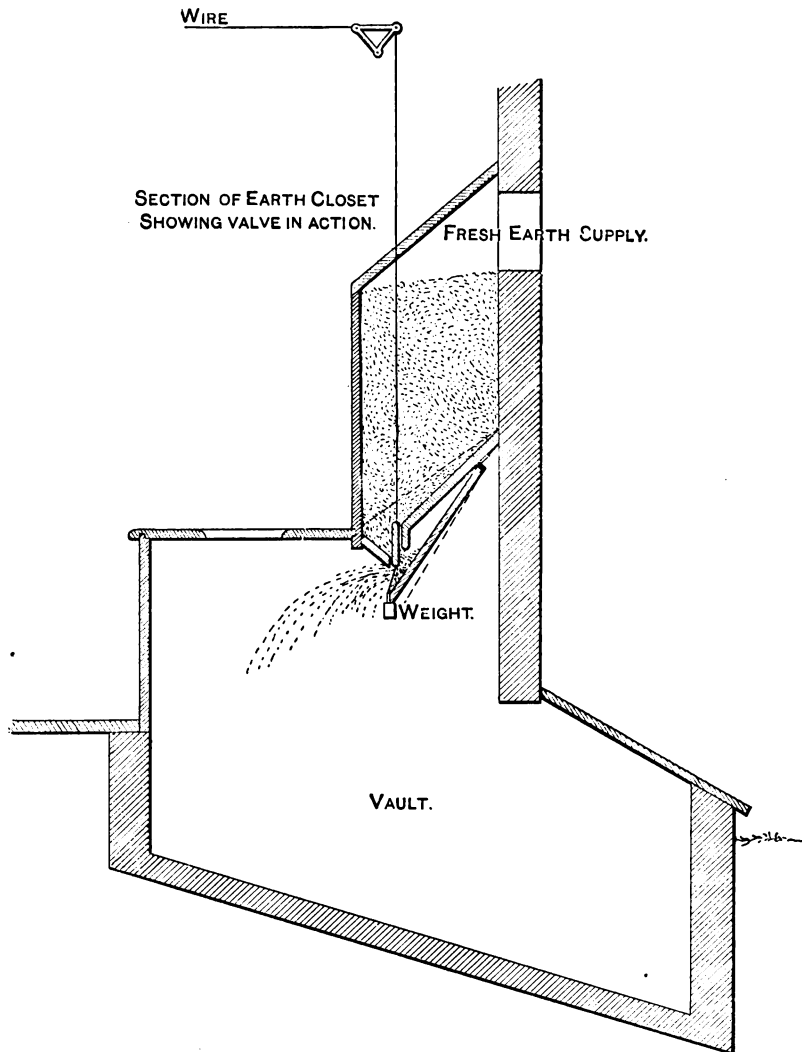 WIRE
SECTION OF EARTH CLOSET
SHOWING VALVE IN ACTION.
FRESH EARTH SUPPLY.
WEIGHT.
VAULT.